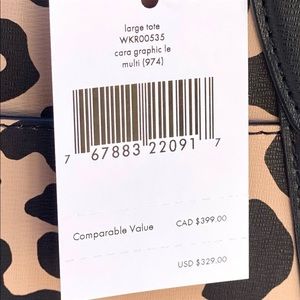 large tote
WKR00535
cara graphic le
multi (974)
7 67883 22091 7
Comparable Value CAD $399.00
USD $329.00